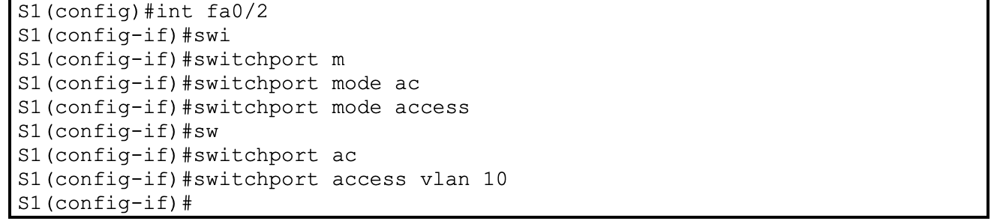 S1(config)#int fa0/2
S1(config-if)#swi
S1(config-if)#switchport m
S1(config-if)#switchport mode ac
S1(config-if)#switchport mode access
S1(config-if)#sw
S1(config-if)#switchport ac
S1(config-if)#switchport access vlan 10
S1(config-if)#